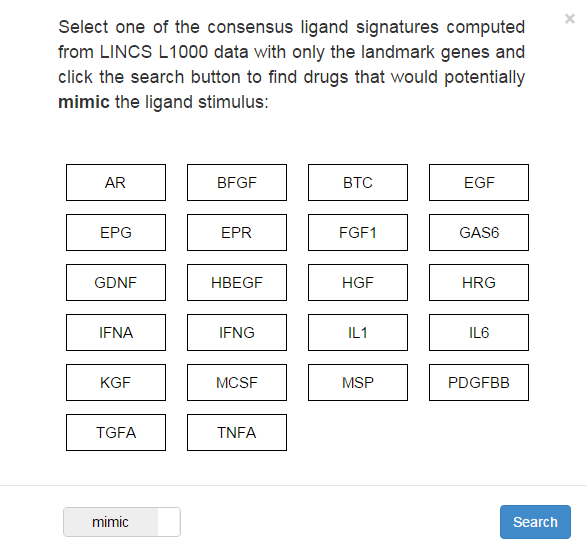 ×
Select one of the consensus ligand signatures computed
from LINCS L1000 data with only the landmark genes and
click the search button to find drugs that would potentially
mimic the ligand stimulus:
AR BFGF BTC EGF
EPG EPR FGF1 GAS6
GDNF HBEGF HGF HRG
IFNA IFNG IL1 IL6
KGF MCSF MSP PDGFBB
TGFA TNFA
mimic Search